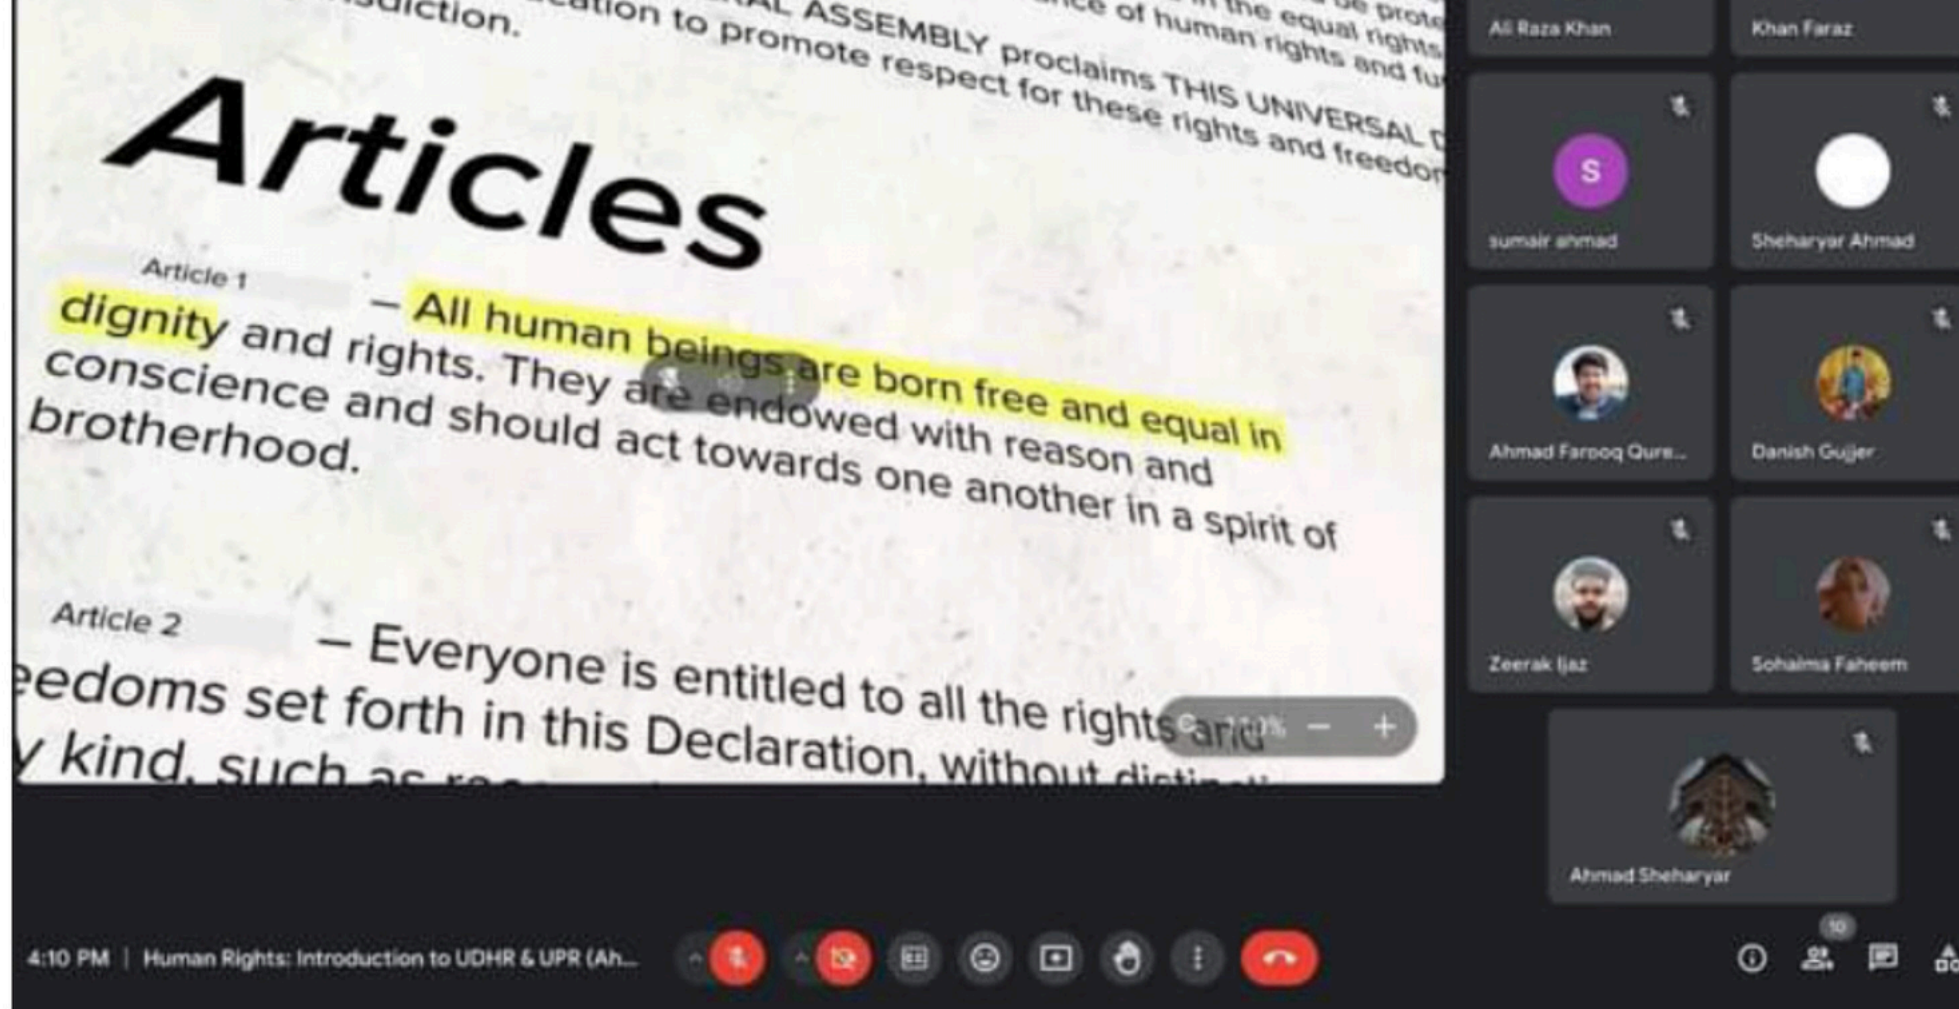 ASSEMBLY proclaims THIS UNIVERSAL
to promote respect for these rights and
of human rights and
the equal rights
Articles
Article 1
– All human beings are born free and equal in
dignity and rights. They are endowed with reason and
conscience and should act towards one another in a spirit of
brotherhood.
Article 2
– Everyone is entitled to all the rights and
eedoms set forth in this Declaration, without
y kind, such as
Ali Raza Khan
Khan Faraz
S
sumair ahmad
Sheharyar Ahmad
Ahmad Farooq Qure...
Danish Gujjer
Zeerak Ijaz
Sohaima Faheem
Ahmad Sheharyar
4:10 PM | Human Rights: Introduction to UDHR & UPR (Ah...
10